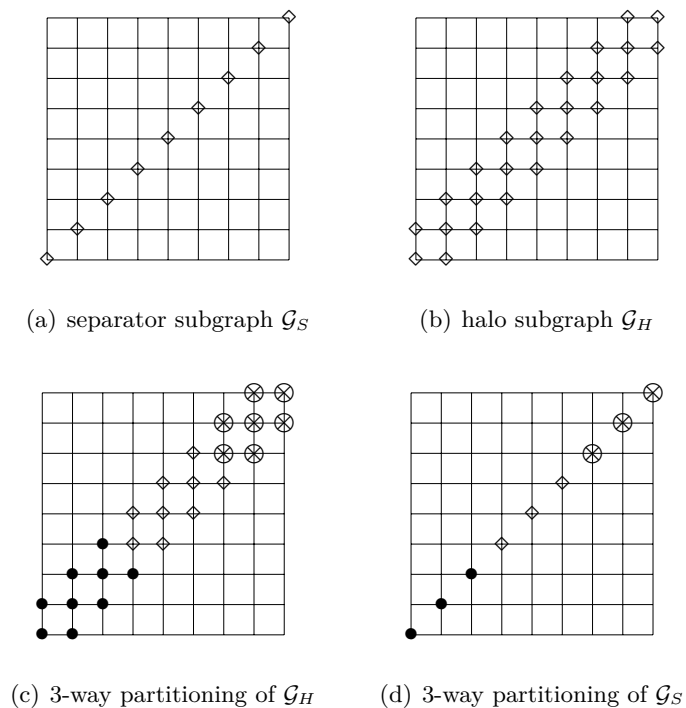 (a) separator subgraph 𝒢_S
(b) halo subgraph 𝒢_H
(c) 3-way partitioning of 𝒢_H
(d) 3-way partitioning of 𝒢_S